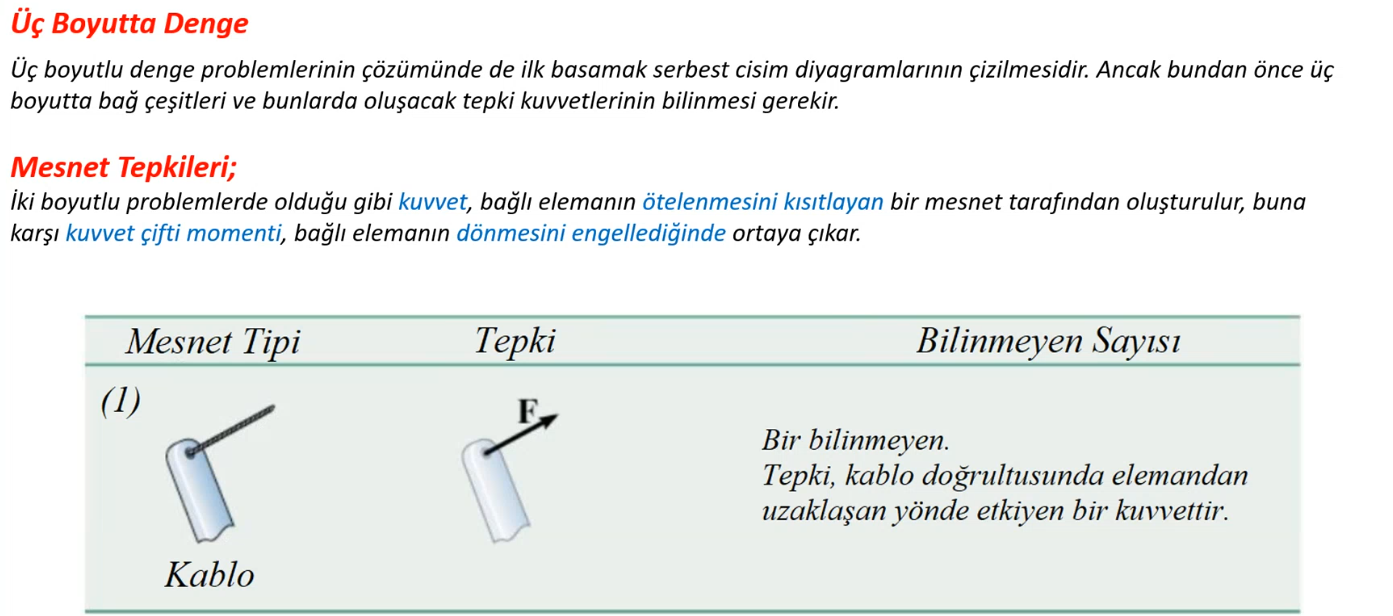 Üç Boyutta Denge
Üç boyutlu denge problemlerinin çözümünde de ilk basamak serbest cisim diyagramlarının çizilmesidir. Ancak bundan önce üç
boyutta bağ çeşitleri ve bunlarda oluşacak tepki kuvvetlerinin bilinmesi gerekir.
Mesnet Tepkileri;
İki boyutlu problemlerde olduğu gibi kuvvet, bağlı elemanın ötelenmesini kısıtlayan bir mesnet tarafından oluşturulur, buna
karşı kuvvet çifti momenti, bağlı elemanın dönmesini engellediğinde ortaya çıkar.
Mesnet Tipi Tepki Bilinmeyen Sayısı
(1)
F
Bir bilinmeyen.
Tepki, kablo doğrultusunda elemandan
uzaklaşan yönde etkiyen bir kuvvettir.
Kablo